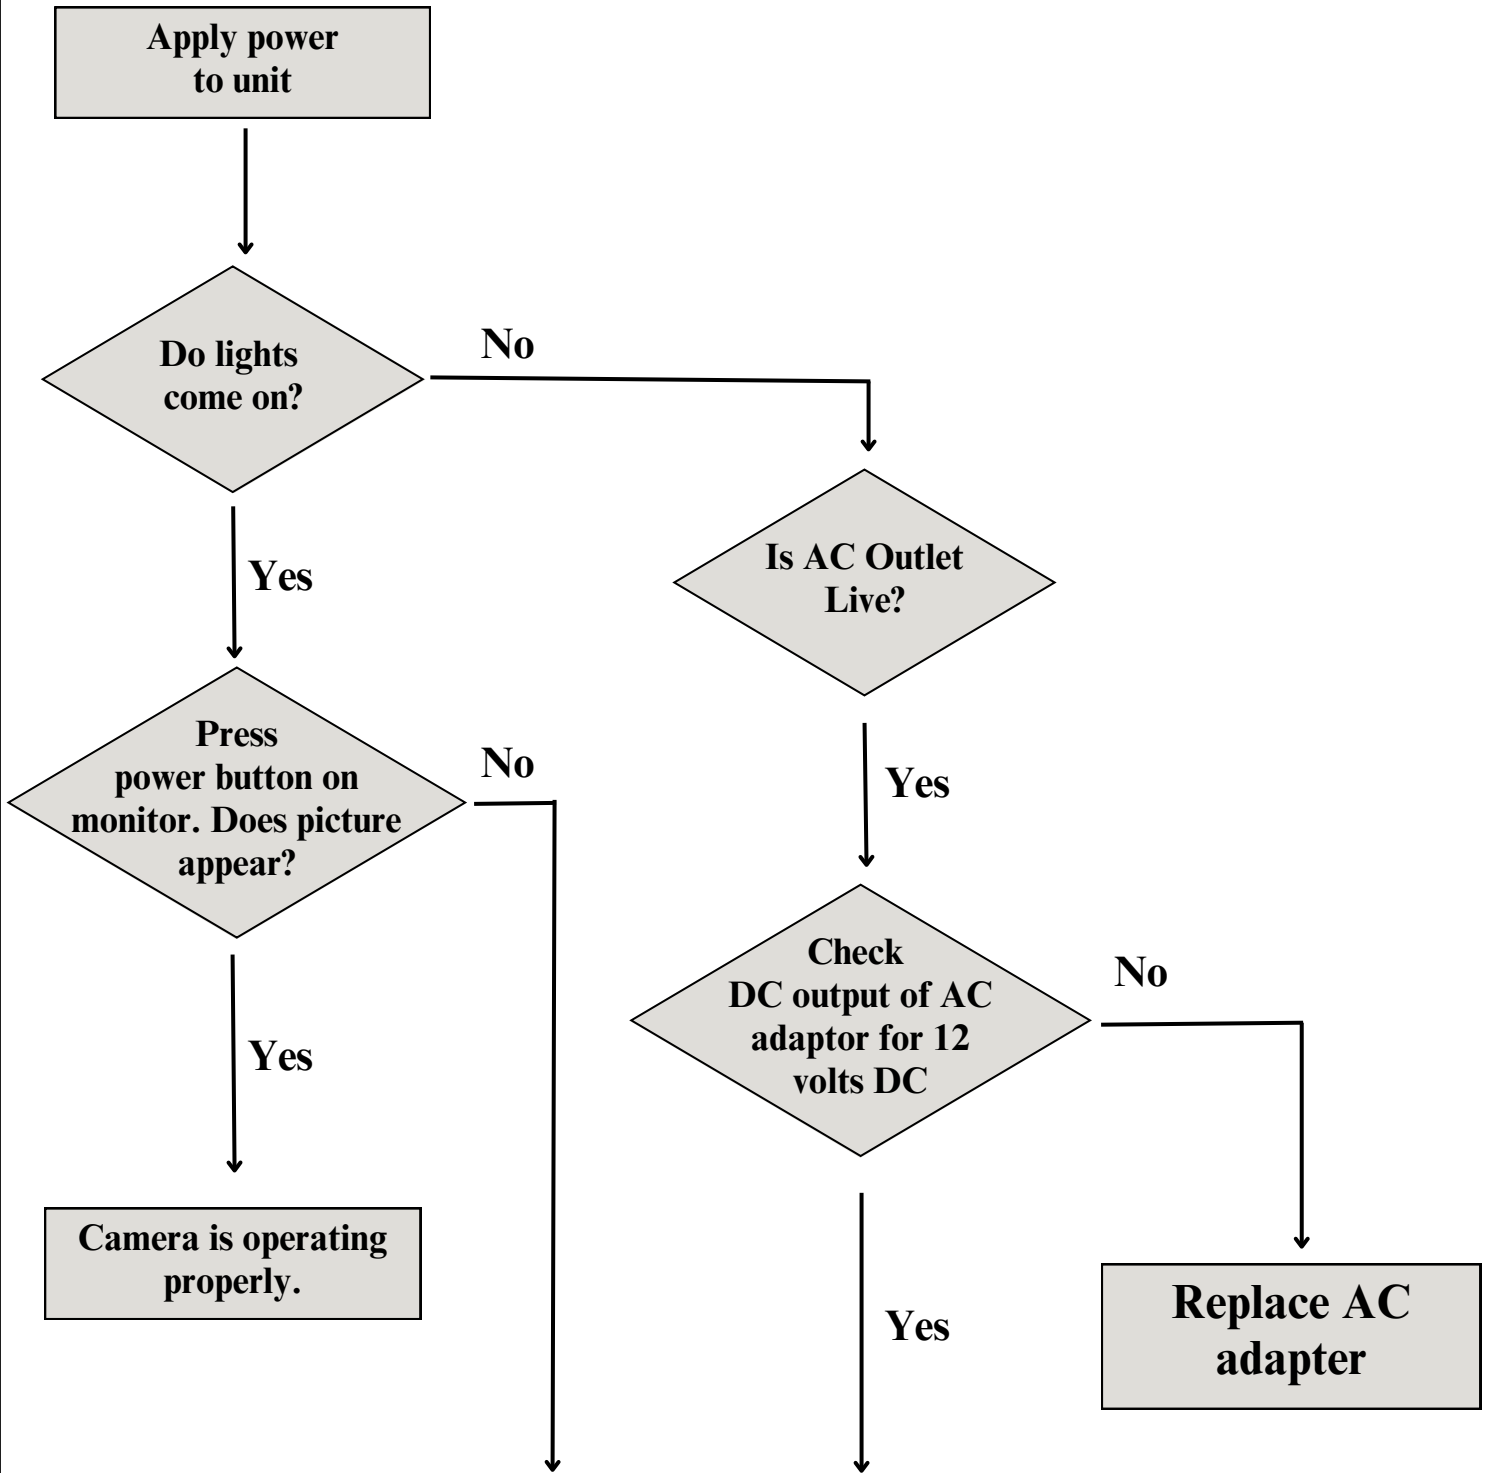 Apply power
to unit
Do lights
come on?
No
Yes
Is AC Outlet
Live?
Press
power button on
monitor. Does picture
appear?
No
Yes
Check
DC output of AC
adaptor for 12
volts DC
No
Yes
Camera is operating
properly.
Yes
Replace AC
adapter